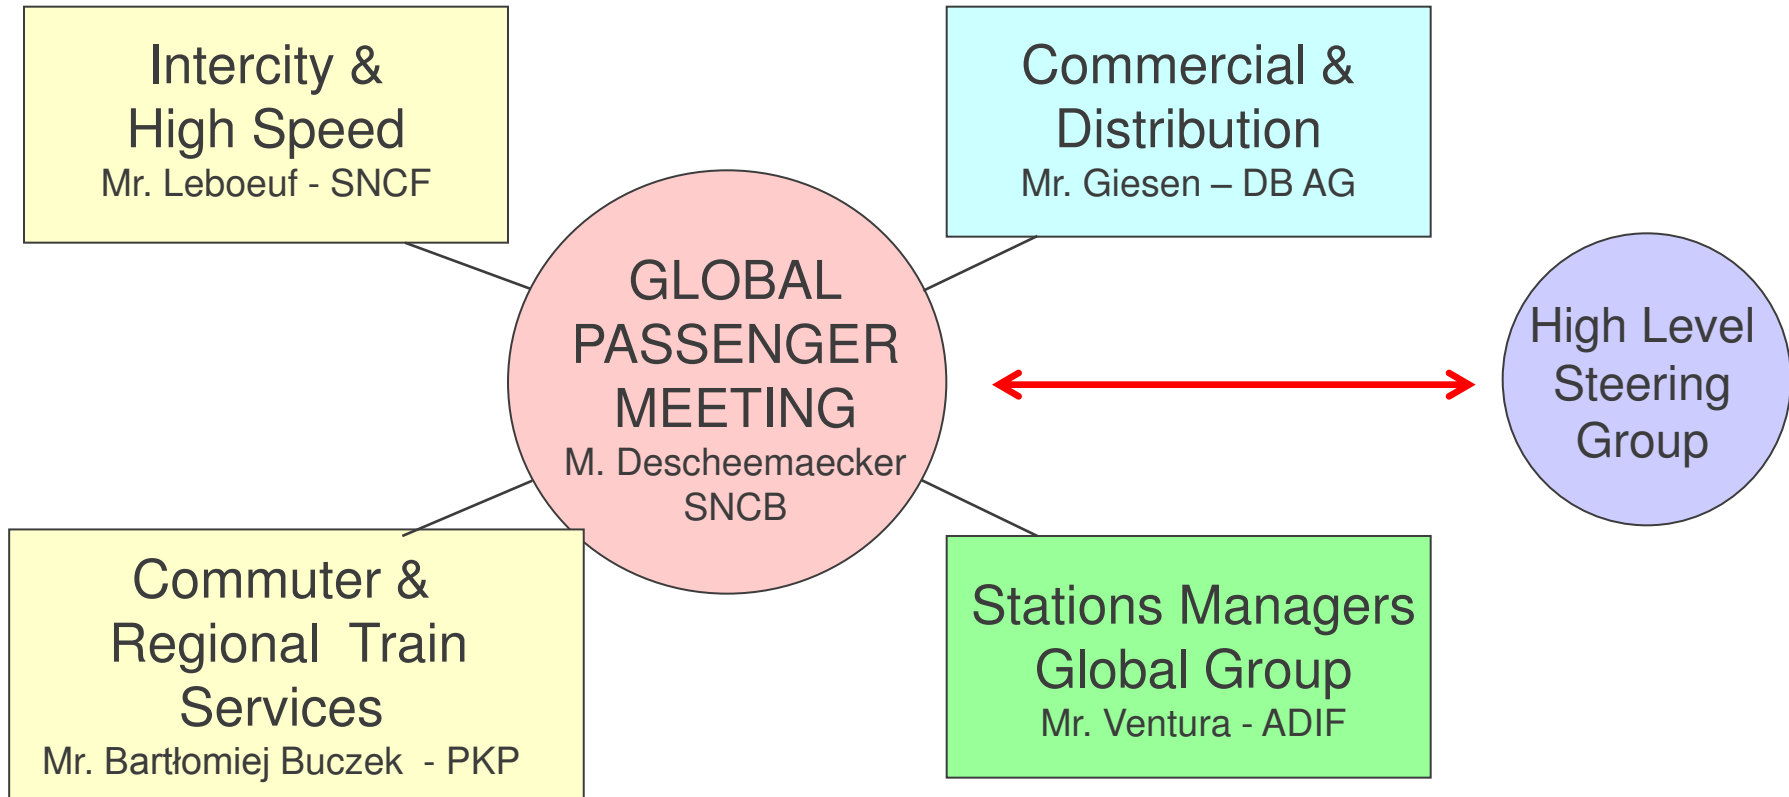 Intercity &
High Speed
Mr. Leboeuf - SNCF
Commercial &
Distribution
Mr. Giesen – DB AG
GLOBAL
PASSENGER
MEETING
M. Descheemaecker
SNCB
High Level
Steering
Group
Commuter &
Regional Train
Services
Mr. Bartłomiej Buczek - PKP
Stations Managers
Global Group
Mr. Ventura - ADIF